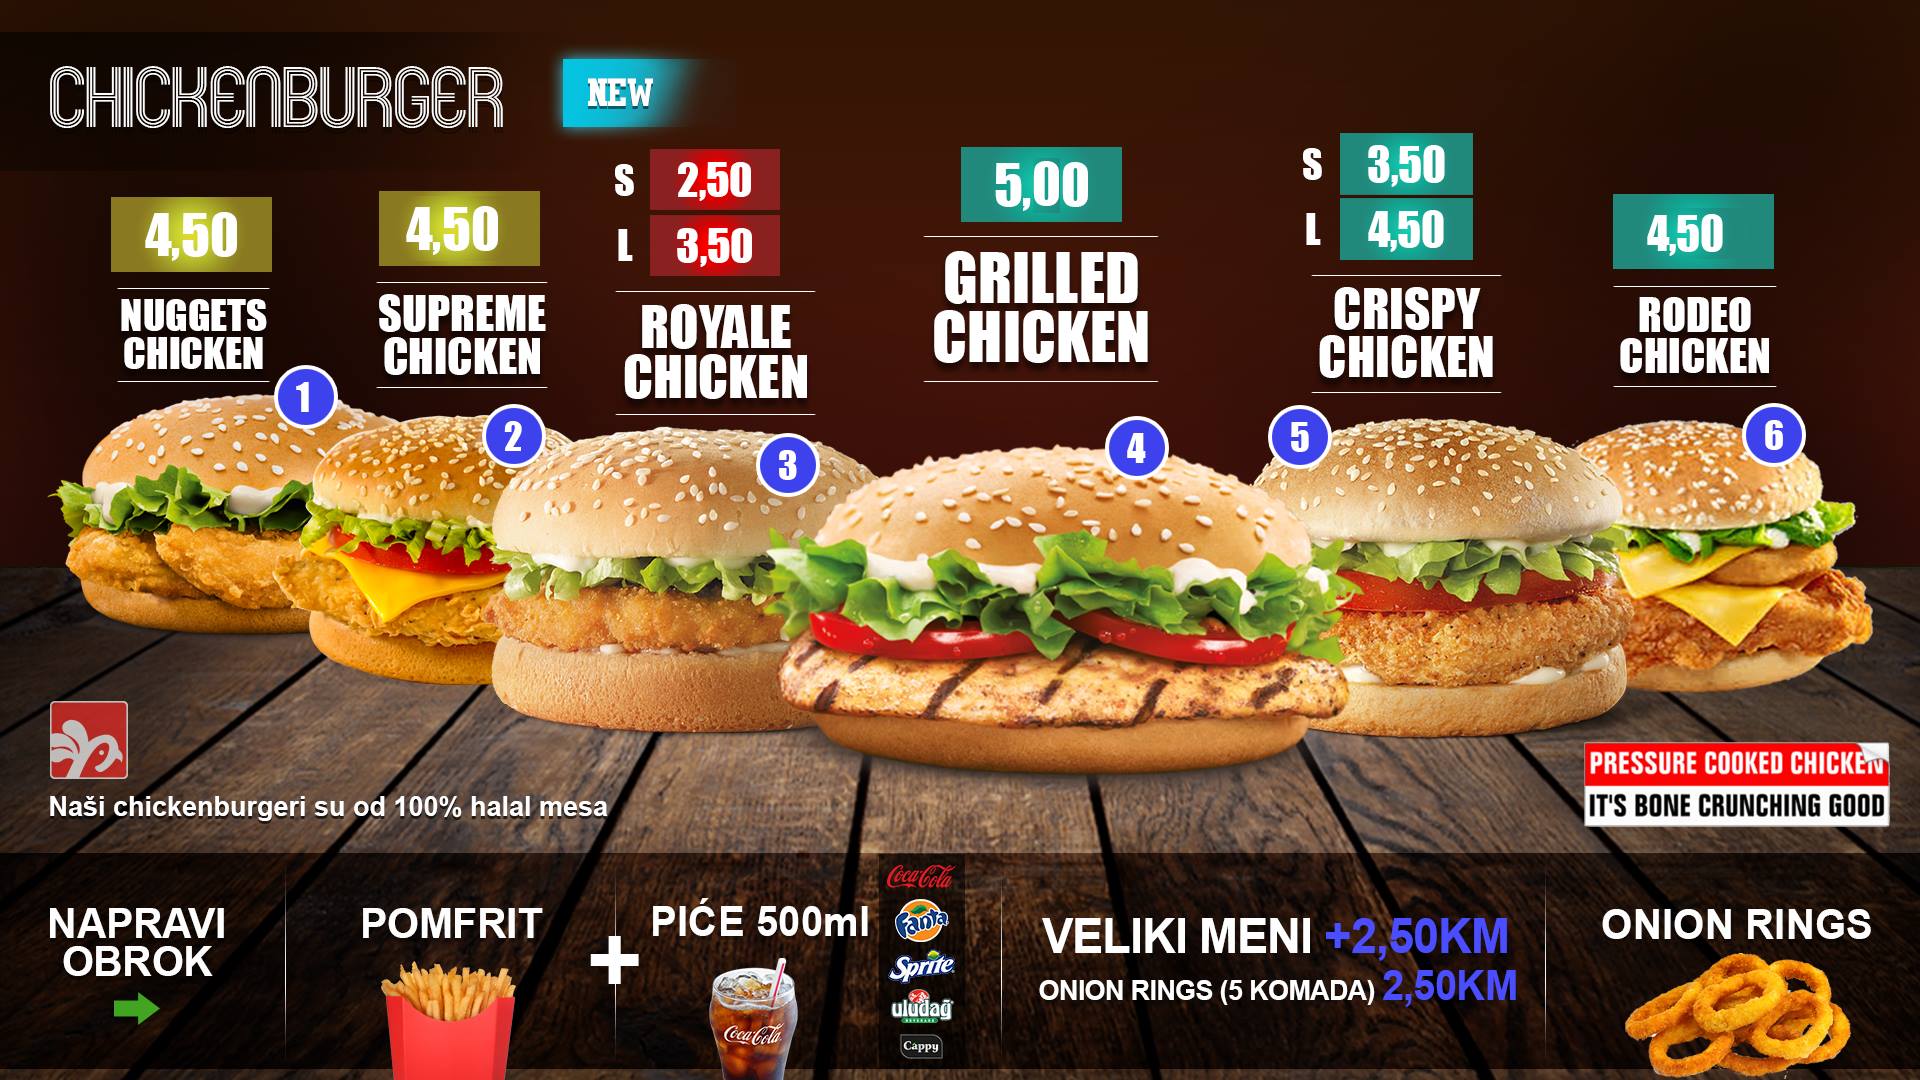 CHICKENBURGER
NEW
4,50
NUGGETS
CHICKEN
1
4,50
SUPREME
CHICKEN
2
S 2,50
L 3,50
ROYALE
CHICKEN
3
5,00
GRILLED
CHICKEN
4
S 3,50
L 4,50
CRISPY
CHICKEN
5
4,50
RODEO
CHICKEN
6
Naši chickenburgeri su od 100% halal mesa
PRESSURE COOKED CHICKEN
IT'S BONE CRUNCHING GOOD
NAPRAVI
OBROK
POMFRIT
+
PIĆE 500ml
Coca-Cola
Coca-Cola
Fanta
Sprite
uludağ
BEVERAGE
Cappy
VELIKI MENI +2,50KM
ONION RINGS (5 KOMADA) 2,50KM
ONION RINGS